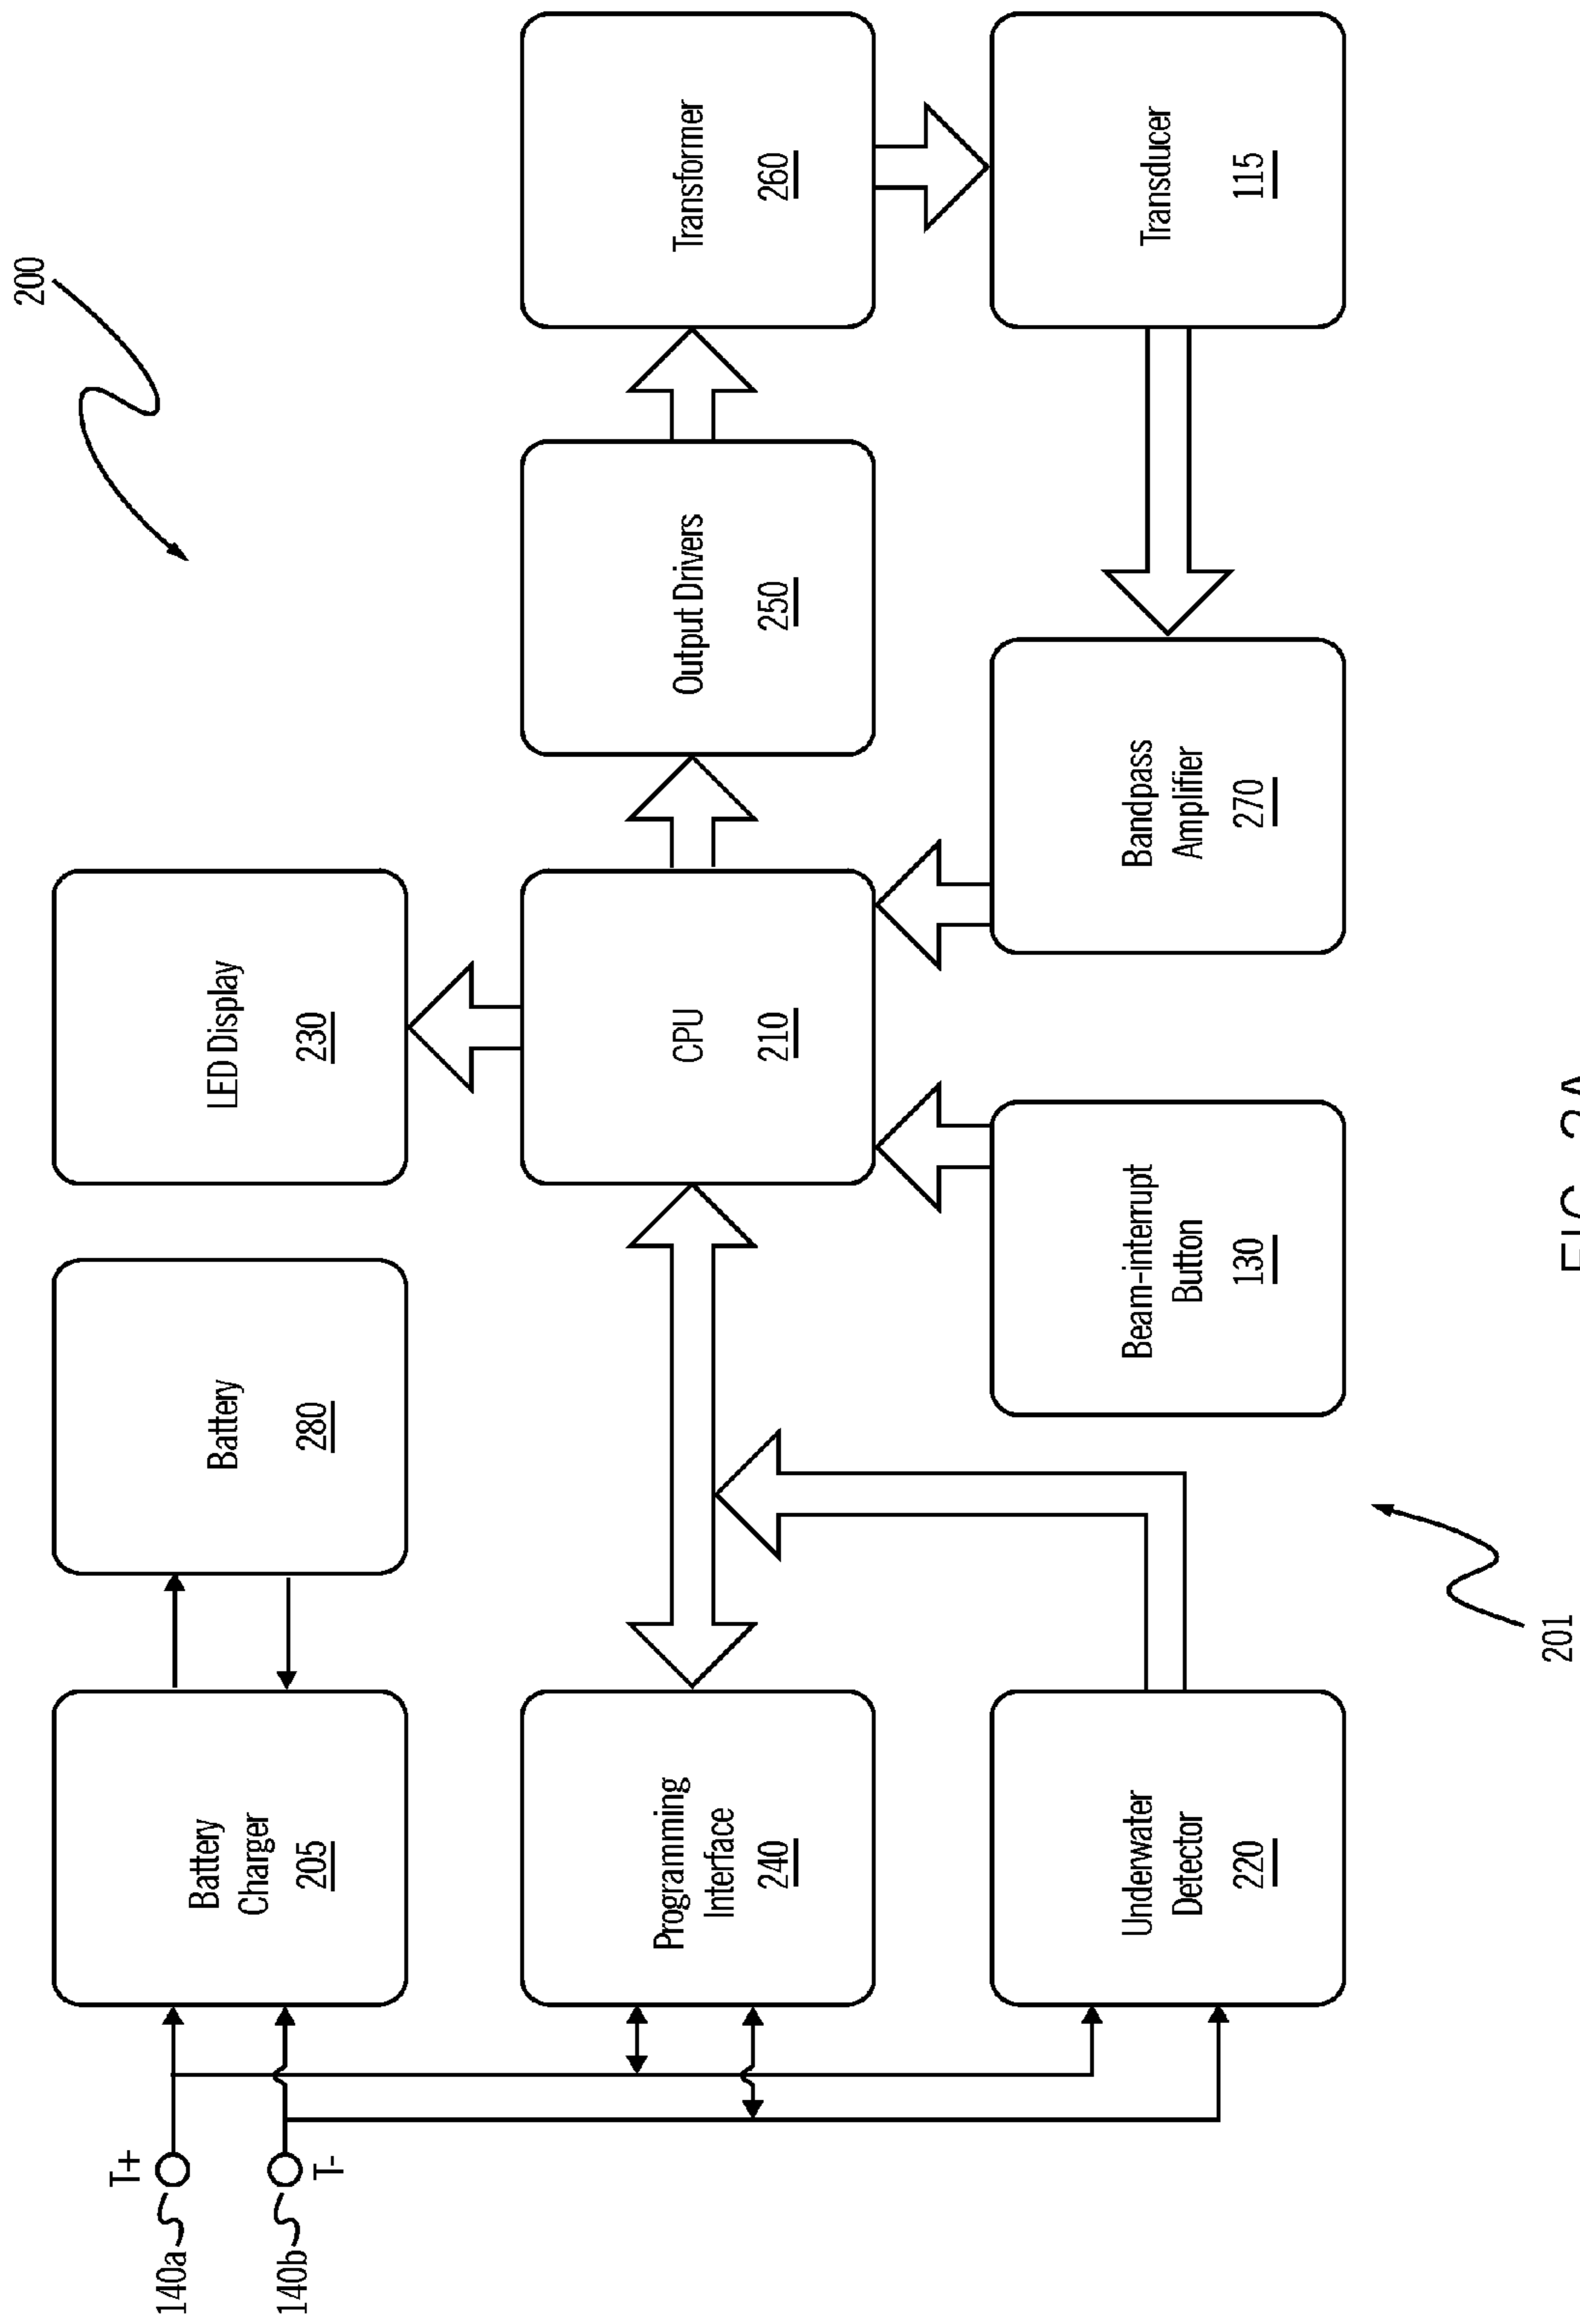 200
T+
140a
T-
140b
Battery
Charger
205
Battery
280
LED Display
230
Programming
Interface
240
CPU
210
Output Drivers
250
Transformer
260
Underwater
Detector
220
Beam-interrupt
Button
130
Bandpass
Amplifier
270
Transducer
115
201